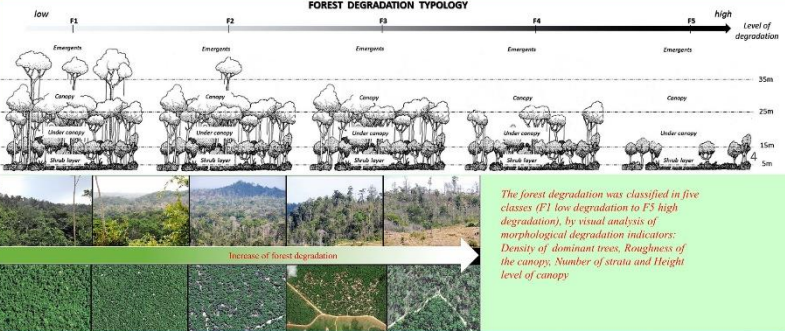 FOREST DEGRADATION TYPOLOGY
low
high
F1
F2
F3
F4
F5
Level of
degradation
Emergents
Emergents
Emergents
Emergents
Emergents
35m
Canopy
Canopy
Canopy
Canopy
Canopy
25m
Under canopy
Under canopy
Under canopy
Under canopy
Under canopy
15m
4
Shrub layer
Shrub layer
Shrub layer
Shrub layer
Shrub layer
5m
The forest degradation was classified in five
classes (F1 low degradation to F5 high
degradation), by visual analysis of
morphological degradation indicators:
Density of dominant trees, Roughness of
the canopy, Number of strata and Height
level of canopy
Increase of forest degradation